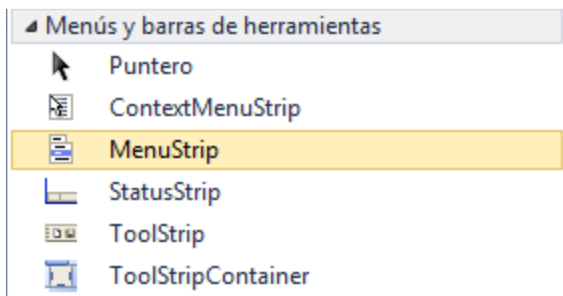 Menús y barras de herramientas
Puntero
ContextMenuStrip
MenuStrip
StatusStrip
ToolStrip
ToolStripContainer